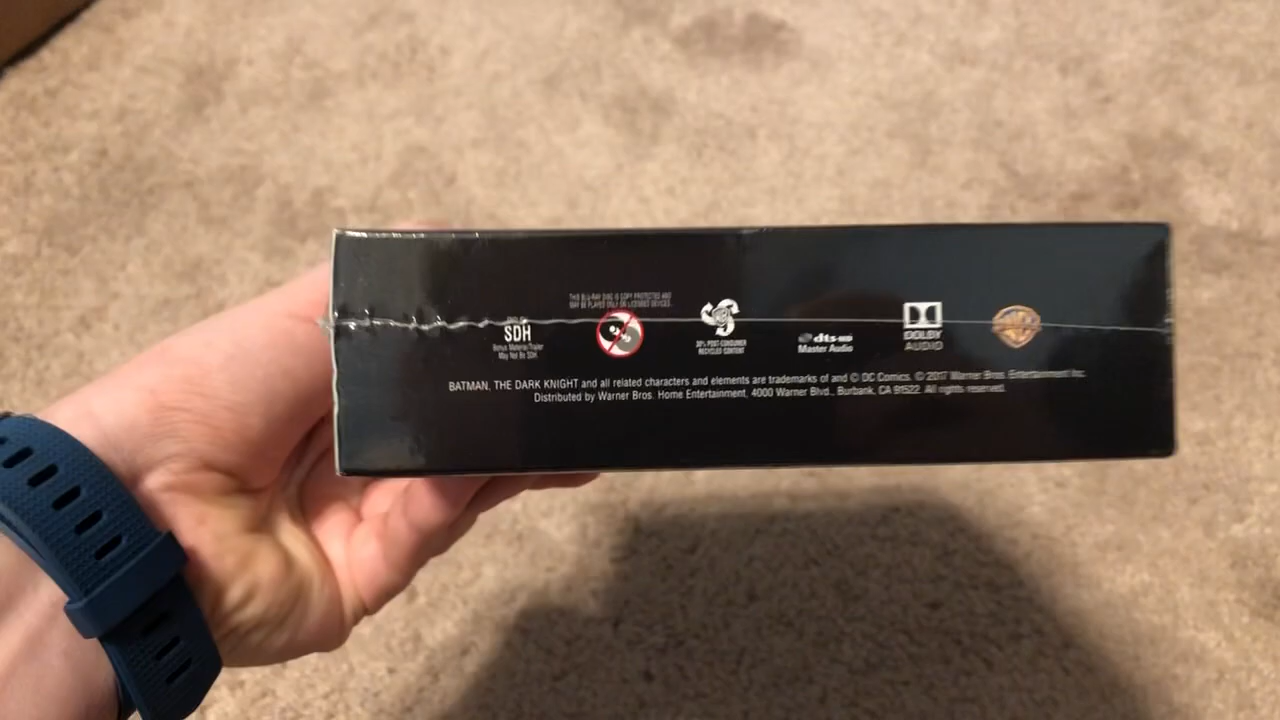 THIS BLU-RAY DISC IS COPY PROTECTED AND
MAY BE PLAYED ONLY ON LICENSED DEVICES.
SDH
Bonus Material/Trailer
May Not Be SDH
30% POST-CONSUMER
RECYCLED CONTENT
dts-HD
Master Audio
DOLBY
AUDIO
BATMAN, THE DARK KNIGHT and all related characters and elements are trademarks of and © DC Comics. © 2017 Warner Bros. Entertainment Inc.
Distributed by Warner Bros. Home Entertainment, 4000 Warner Blvd., Burbank, CA 91522. All rights reserved.